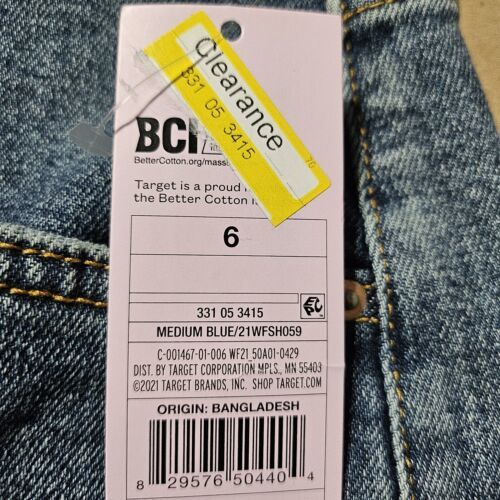 Clearance
331 05 3415
70
BCI
BetterCotton.org/mass
Target is a proud
the Better Cotton
6
331 05 3415
EPC
MEDIUM BLUE/21WFSH059
C-001467-01-006 WF21_50A01-0429
DIST. BY TARGET CORPORATION MPLS., MN 55403
©2021 TARGET BRANDS, INC. SHOP TARGET.COM
ORIGIN: BANGLADESH
8 29576 50440 4